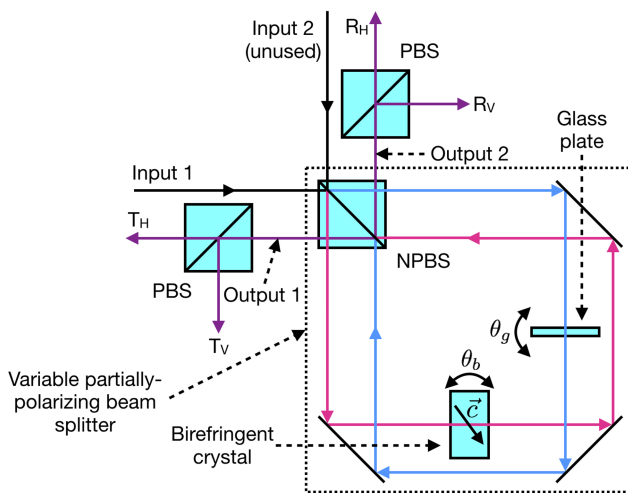 Input 2
(unused)
R_H
PBS
R_V
Glass
plate
Output 2
Input 1
T_H
NPBS
PBS
Output 1
T_V
θ_g
θ_b
c⃗
Variable partially-
polarizing beam
splitter
Birefringent
crystal